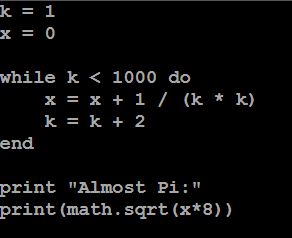 k = 1
x = 0
while k < 1000 do
    x = x + 1 / (k * k)
    k = k + 2
end
print "Almost Pi:"
print(math.sqrt(x*8))